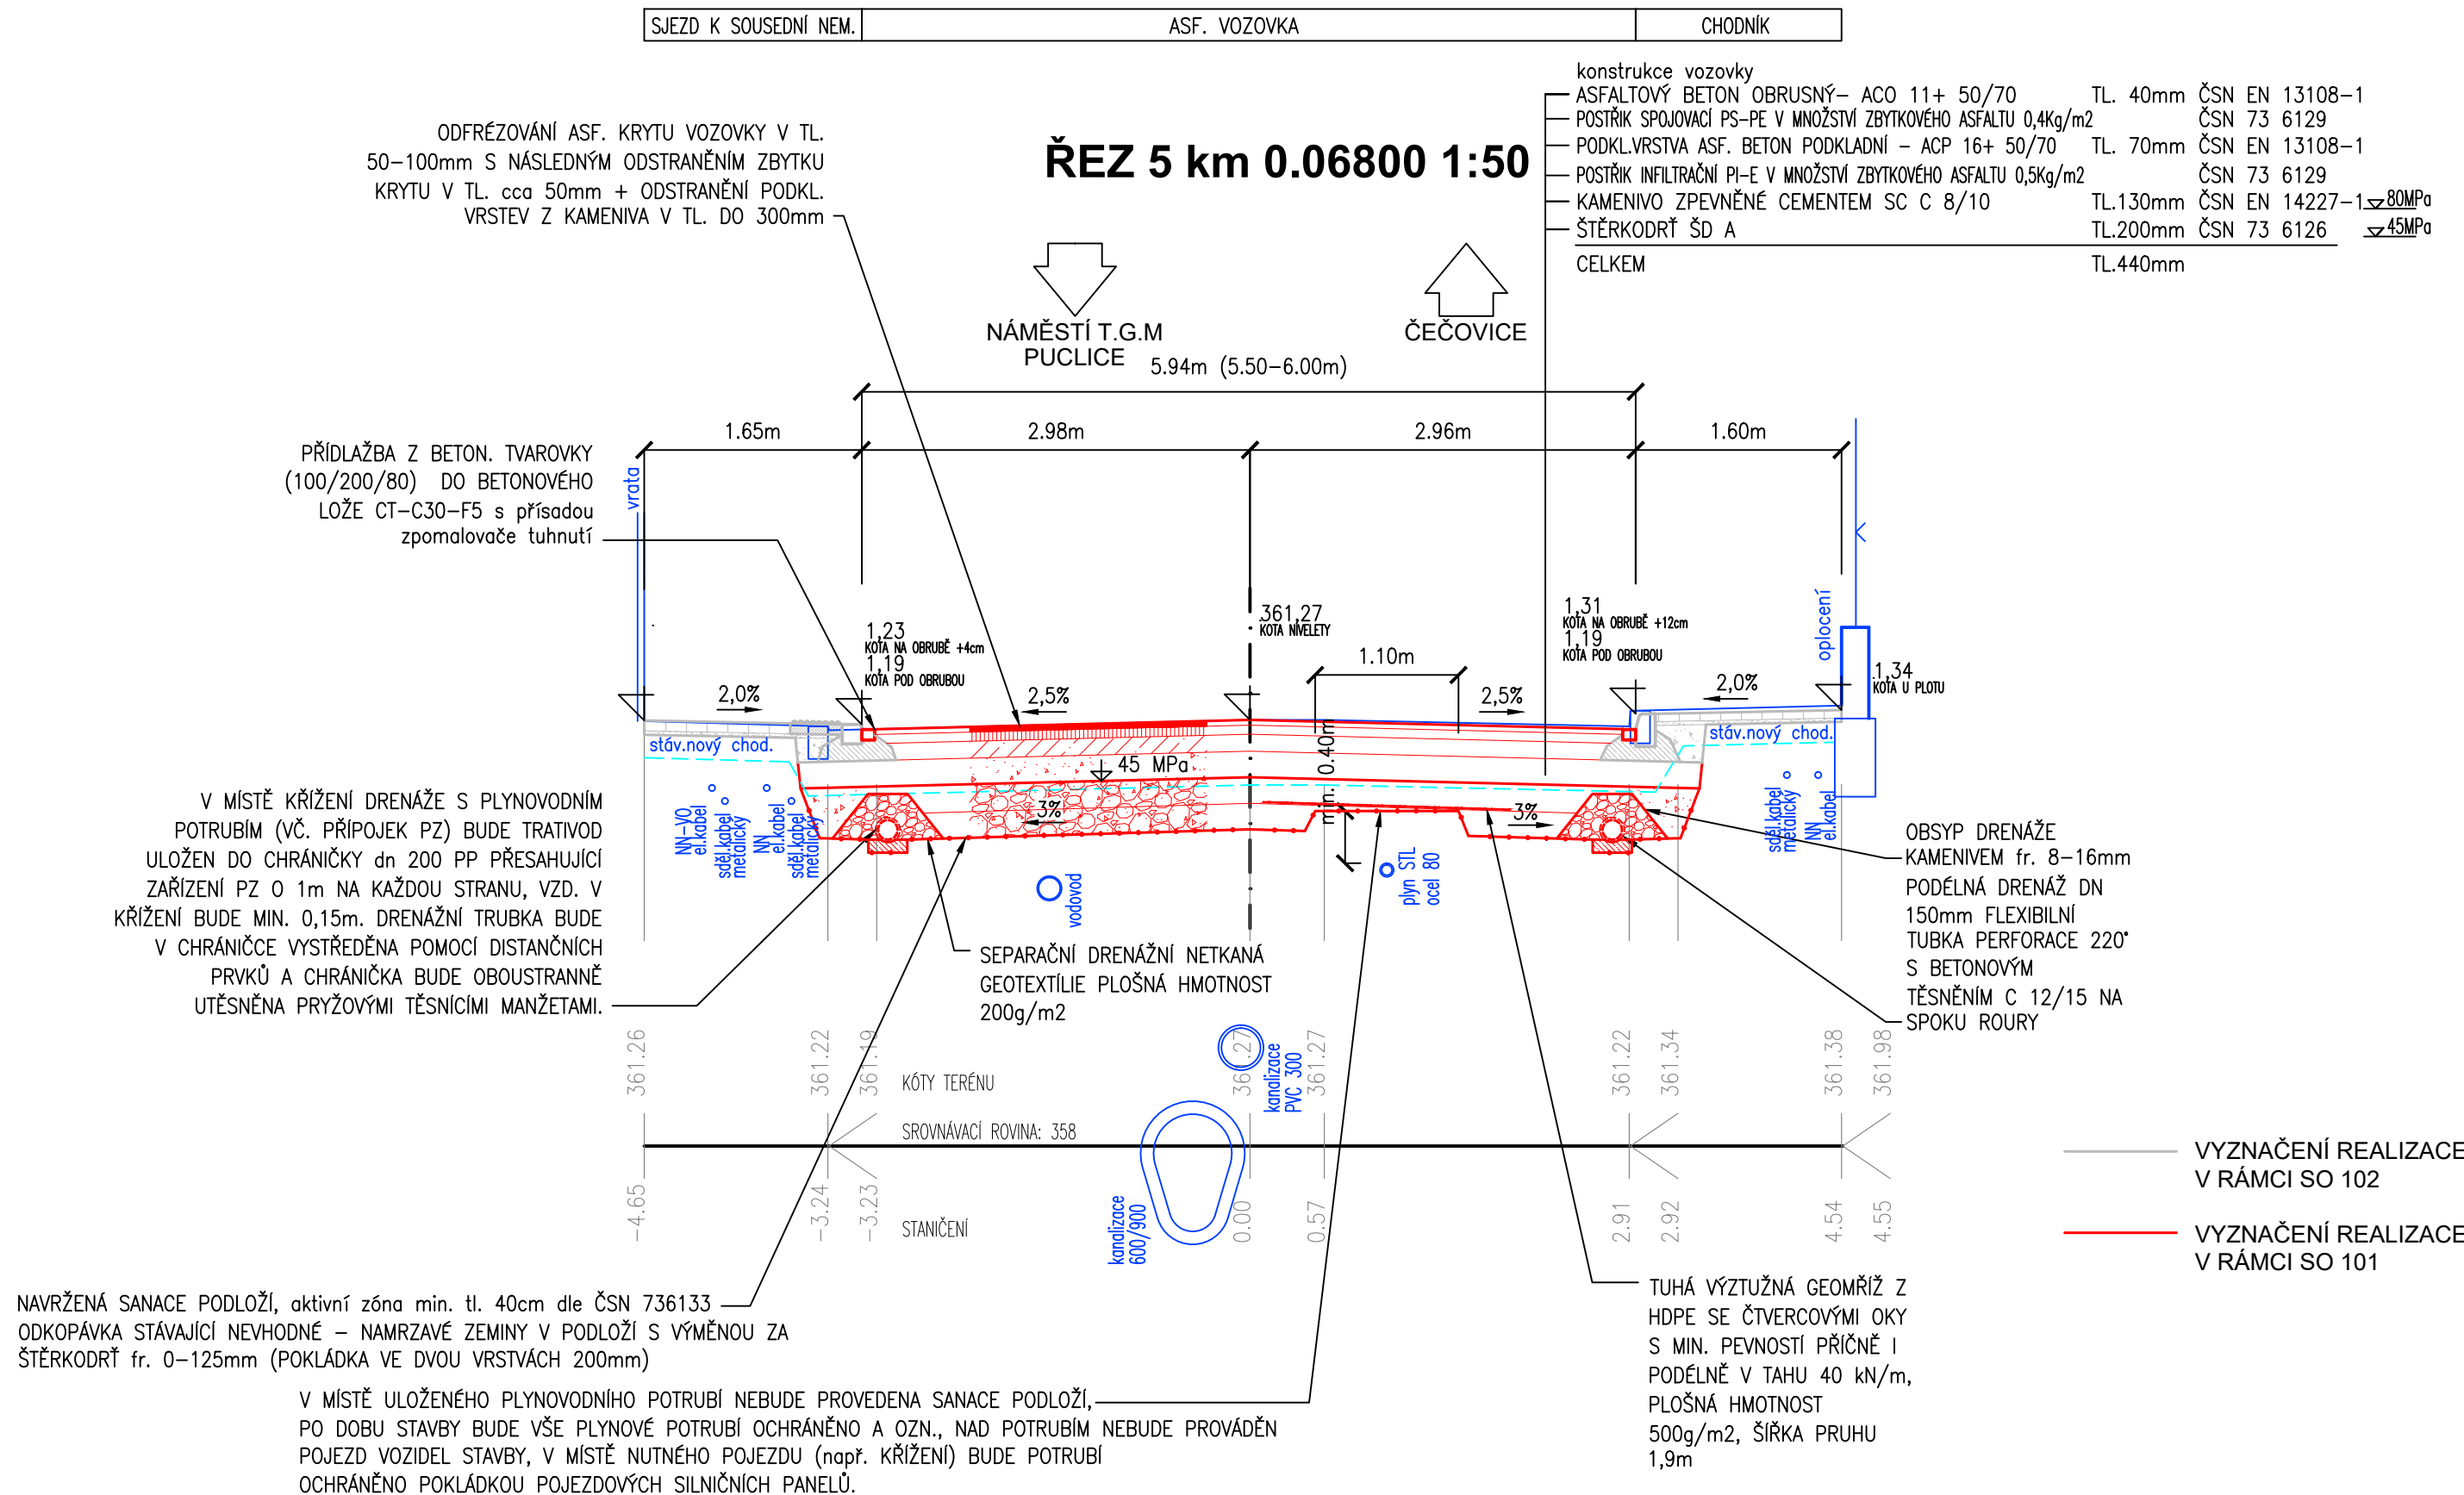 SJEZD K SOUSEDNÍ NEM.
ASF. VOZOVKA
CHODNÍK
konstrukce vozovky
ASFALTOVÝ BETON OBRUSNÝ– ACO 11+ 50/70 TL. 40mm ČSN EN 13108–1
POSTŘIK SPOJOVACÍ PS–PE V MNOŽSTVÍ ZBYTKOVÉHO ASFALTU 0,4Kg/m2 ČSN 73 6129
PODKL.VRSTVA ASF. BETON PODKLADNÍ – ACP 16+ 50/70 TL. 70mm ČSN EN 13108–1
POSTŘIK INFILTRAČNÍ PI–E V MNOŽSTVÍ ZBYTKOVÉHO ASFALTU 0,5Kg/m2 ČSN 73 6129
KAMENIVO ZPEVNĚNÉ CEMENTEM SC C 8/10 TL.130mm ČSN EN 14227–1 80MPa
ŠTĚRKODRŤ ŠD A TL.200mm ČSN 73 6126 45MPa
CELKEM TL.440mm
ODFRÉZOVÁNÍ ASF. KRYTU VOZOVKY V TL.
50–100mm S NÁSLEDNÝM ODSTRANĚNÍM ZBYTKU
KRYTU V TL. cca 50mm + ODSTRANĚNÍ PODKL.
VRSTEV Z KAMENIVA V TL. DO 300mm
ŘEZ 5 km 0.06800 1:50
NÁMĚSTÍ T.G.M
PUCLICE
ČEČOVICE
5.94m (5.50–6.00m)
1.65m
2.98m
2.96m
1.60m
PŘÍDLAŽBA Z BETON. TVAROVKY
(100/200/80) DO BETONOVÉHO
LOŽE CT–C30–F5 s přísadou
zpomalovače tuhnutí
vrata
oplocení
1,23
KOTA NA OBRUBĚ +4cm
1,19
KOTA POD OBRUBOU
361,27
KOTA NIVELETY
1,31
KOTA NA OBRUBĚ +12cm
1,19
KOTA POD OBRUBOU
1,34
KOTA U PLOTU
1.10m
2,0%
2,5%
2,5%
2,0%
stáv.nový chod.
stáv.nový chod.
45 MPa
min. 0.40m
3%
3%
NN–VO
el.kabel
sděl.kabel
metalický
NN
el.kabel
sděl.kabel
metalický
vodovod
plyn STL
ocel 80
sděl.kabel
metalický
NN
el.kabel
V MÍSTĚ KŘÍŽENÍ DRENÁŽE S PLYNOVODNÍM
POTRUBÍM (VČ. PŘÍPOJEK PZ) BUDE TRATIVOD
ULOŽEN DO CHRÁNIČKY dn 200 PP PŘESAHUJÍCÍ
ZAŘÍZENÍ PZ O 1m NA KAŽDOU STRANU, VZD. V
KŘÍŽENÍ BUDE MIN. 0,15m. DRENÁŽNÍ TRUBKA BUDE
V CHRÁNIČCE VYSTŘEDĚNA POMOCÍ DISTANČNÍCH
PRVKŮ A CHRÁNIČKA BUDE OBOUSTRANNĚ
UTĚSNĚNA PRYŽOVÝMI TĚSNÍCÍMI MANŽETAMI.
SEPARAČNÍ DRENÁŽNÍ NETKANÁ
GEOTEXTÍLIE PLOŠNÁ HMOTNOST
200g/m2
OBSYP DRENÁŽE
KAMENIVEM fr. 8–16mm
PODÉLNÁ DRENÁŽ DN
150mm FLEXIBILNÍ
TUBKA PERFORACE 220°
S BETONOVÝM
TĚSNĚNÍM C 12/15 NA
SPOKU ROURY
361.26
361.22
361.19
KÓTY TERÉNU
361.27
361.27
361.22
361.34
361.38
361.98
kanalizace
PVC 300
SROVNÁVACÍ ROVINA: 358
–4.65
–3.24
–3.23
STANIČENÍ
0.00
0.57
2.91
2.92
4.54
4.55
kanalizace
600/900
VYZNAČENÍ REALIZACE
V RÁMCI SO 102
VYZNAČENÍ REALIZACE
V RÁMCI SO 101
NAVRŽENÁ SANACE PODLOŽÍ, aktivní zóna min. tl. 40cm dle ČSN 736133
ODKOPÁVKA STÁVAJÍCÍ NEVHODNÉ – NAMRZAVÉ ZEMINY V PODLOŽÍ S VÝMĚNOU ZA
ŠTĚRKODRŤ fr. 0–125mm (POKLÁDKA VE DVOU VRSTVÁCH 200mm)
V MÍSTĚ ULOŽENÉHO PLYNOVODNÍHO POTRUBÍ NEBUDE PROVEDENA SANACE PODLOŽÍ,
PO DOBU STAVBY BUDE VŠE PLYNOVÉ POTRUBÍ OCHRÁNĚNO A OZN., NAD POTRUBÍM NEBUDE PROVÁDĚN
POJEZD VOZIDEL STAVBY, V MÍSTĚ NUTNÉHO POJEZDU (např. KŘÍŽENÍ) BUDE POTRUBÍ
OCHRÁNĚNO POKLÁDKOU POJEZDOVÝCH SILNIČNÍCH PANELŮ.
TUHÁ VÝZTUŽNÁ GEOMŘÍŽ Z
HDPE SE ČTVERCOVÝMI OKY
S MIN. PEVNOSTÍ PŘÍČNĚ I
PODÉLNĚ V TAHU 40 kN/m,
PLOŠNÁ HMOTNOST
500g/m2, ŠÍŘKA PRUHU
1,9m